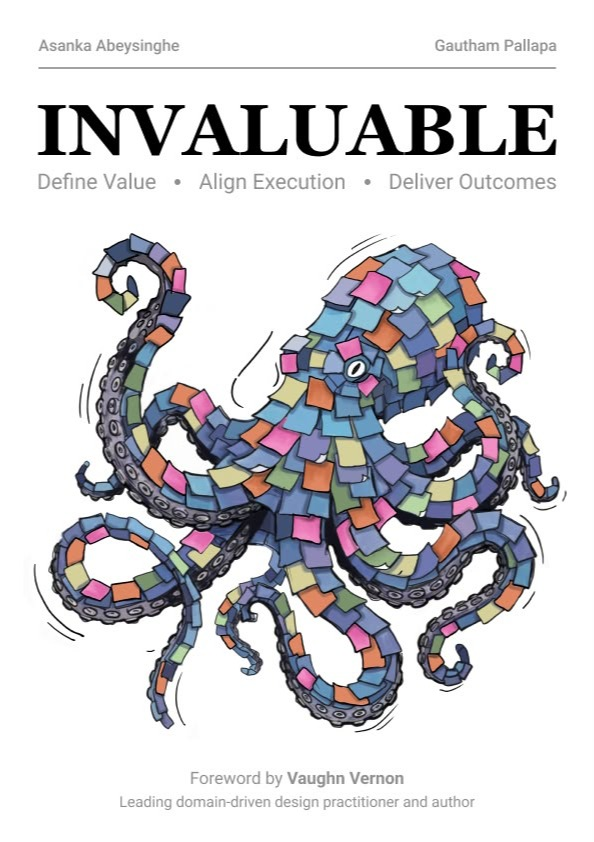 Asanka Abeysinghe Gautham Pallapa
INVALUABLE
Define Value • Align Execution • Deliver Outcomes
Foreword by Vaughn Vernon
Leading domain-driven design practitioner and author